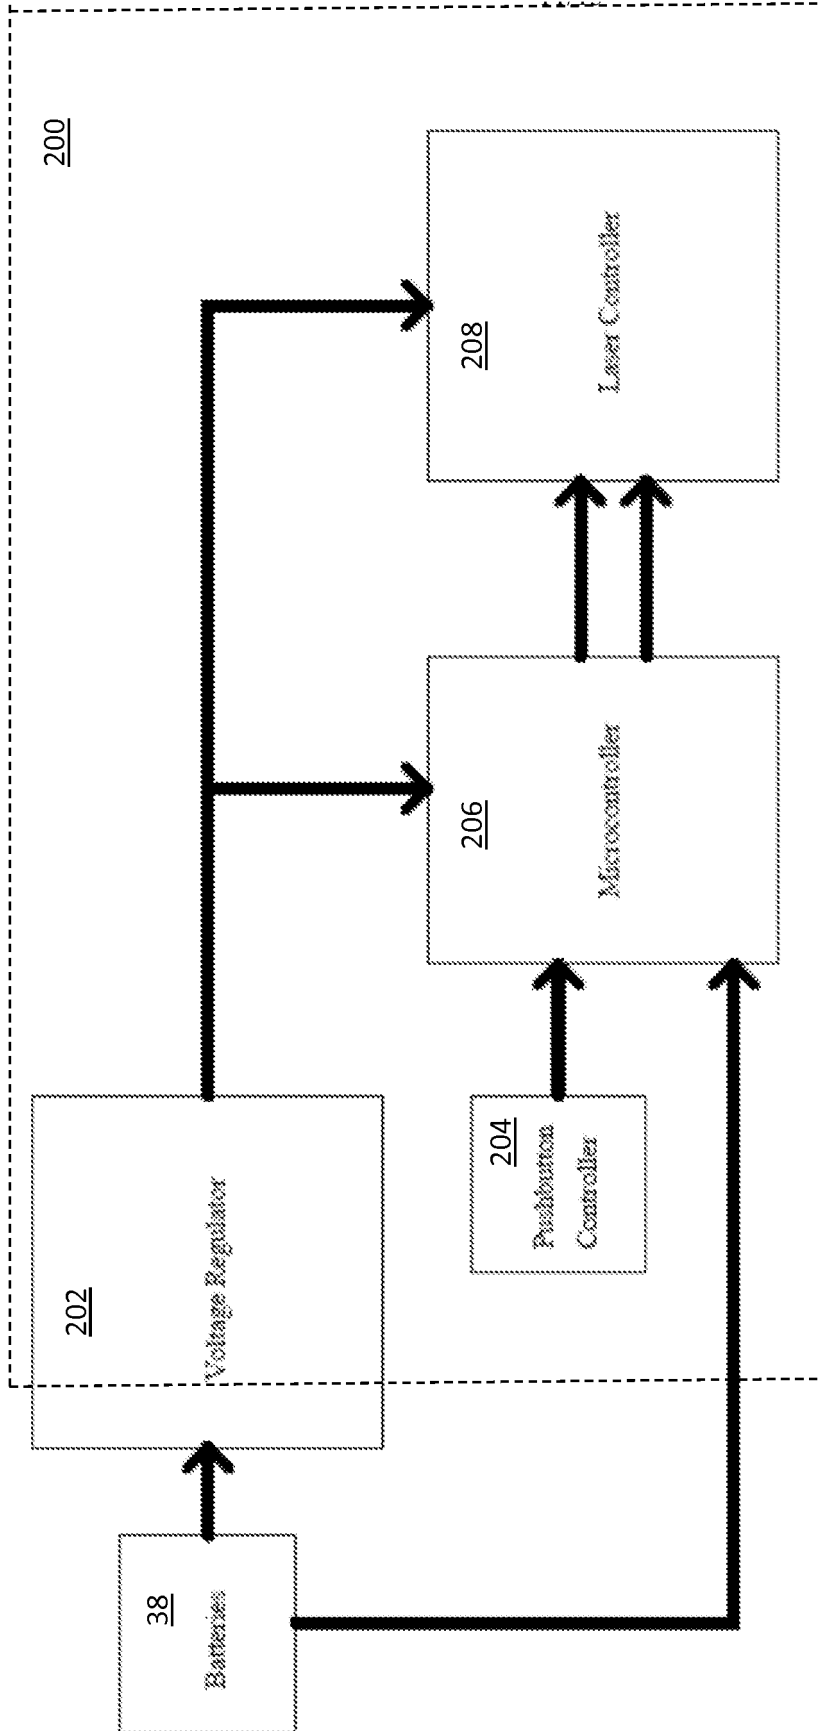 200
38
Batteries
202
Voltage Regulator
204
Pushbutton
Controller
206
Microcontroller
208
Laser Controller